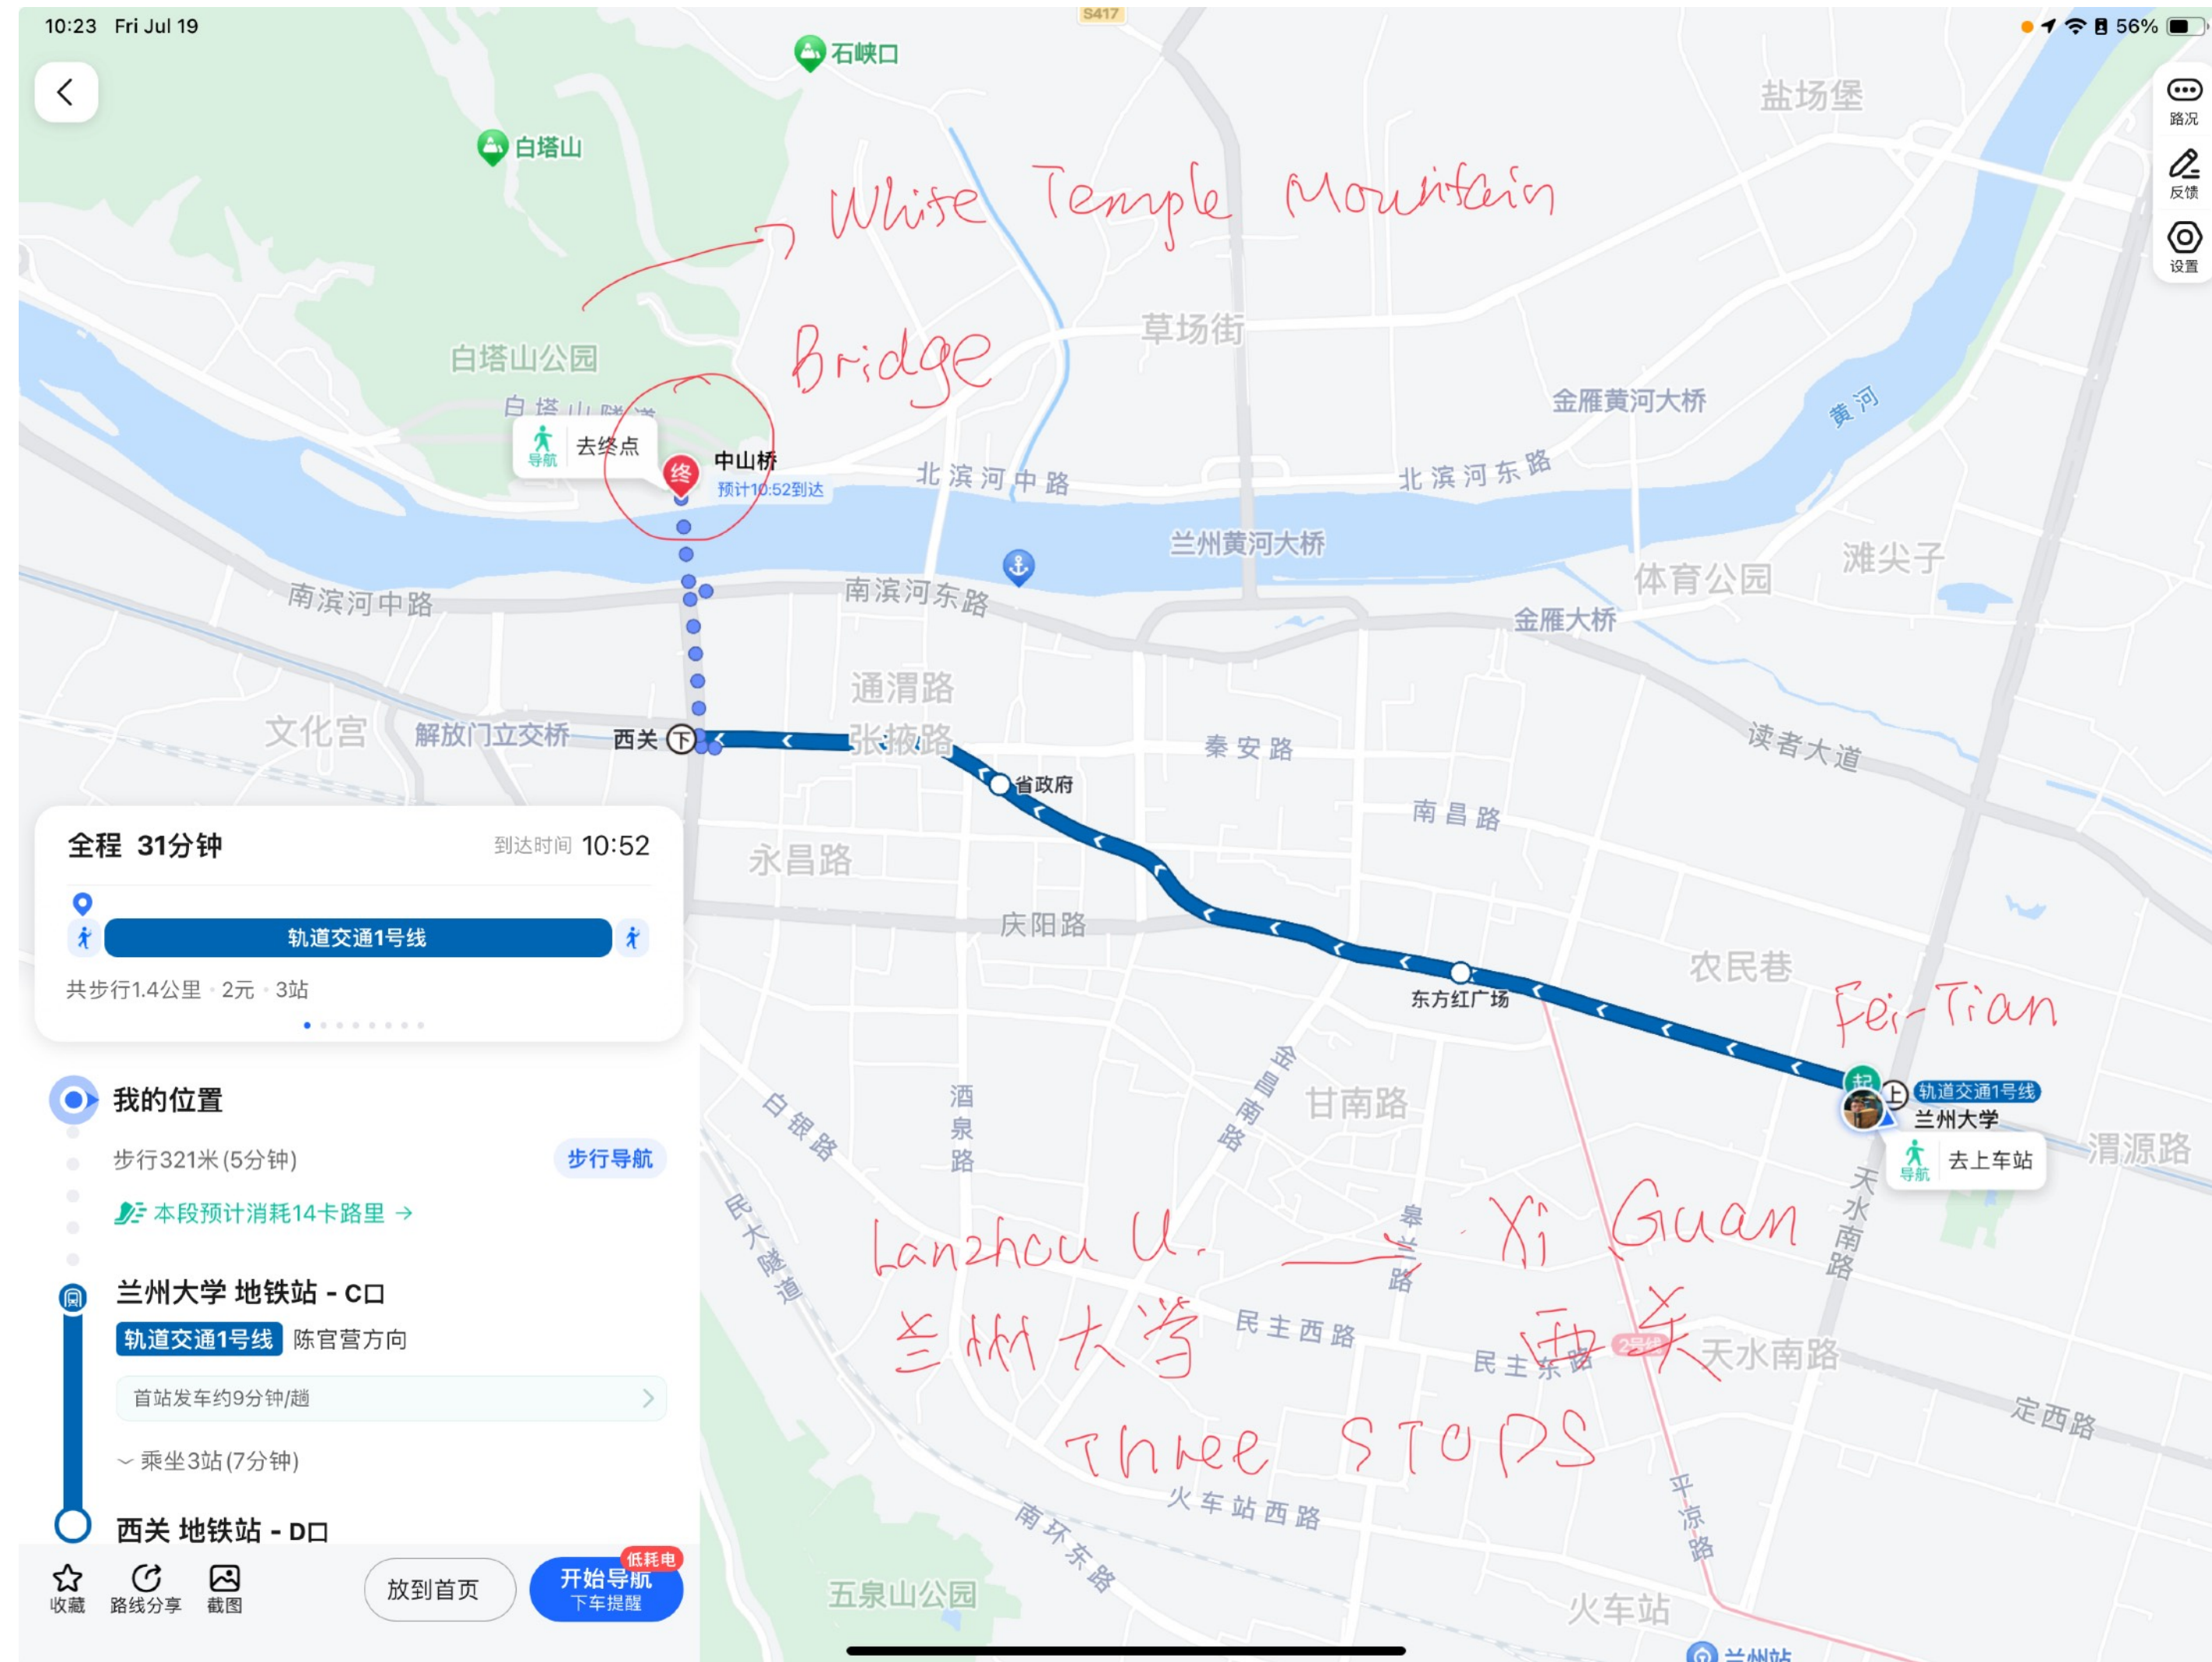 10:23 Fri Jul 19
56%
S417
石峡口
盐场堡
路况
反馈
设置
白塔山
White Temple Mountain
Bridge
草场街
白塔山公园
白塔山隧道
导航 去终点
终
中山桥
预计10:52到达
金雁黄河大桥
黄河
北滨河中路
北滨河东路
兰州黄河大桥
滩尖子
体育公园
南滨河中路
南滨河东路
金雁大桥
通渭路
文化宫
解放门立交桥
西关 下
张掖路
秦安路
读者大道
省政府
南昌路
全程 31分钟
到达时间 10:52
永昌路
轨道交通1号线
庆阳路
共步行1.4公里 · 2元 · 3站
农民巷
东方红广场
Fei-Tian
起
上 轨道交通1号线
兰州大学
导航 去上车站
渭源路
天水南路
我的位置
步行321米(5分钟)
步行导航
本段预计消耗14卡路里
白银路
酒泉路
金昌南路
甘南路
民大隧道
皋兰路
Lanzhou U. → Xi Guan
兰州大学 西关
Three STOPS
兰州大学 地铁站 - C口
轨道交通1号线 陈官营方向
首站发车约9分钟/趟
乘坐3站(7分钟)
西关 地铁站 - D口
民主西路
民主东路
2号线
天水南路
定西路
火车站西路
南环东路
平凉路
五泉山公园
火车站
兰州站
收藏
路线分享
截图
放到首页
低耗电
开始导航
下车提醒